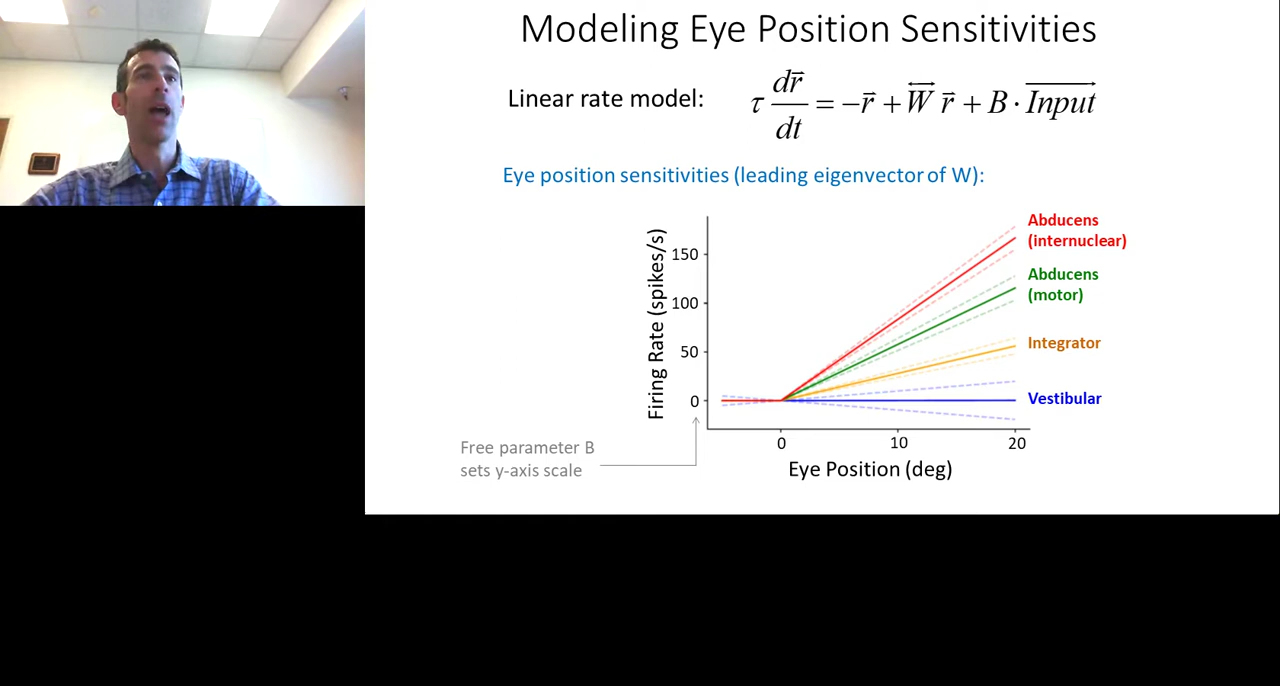 Modeling Eye Position Sensitivities
Linear rate model:
τ dr⃗/dt = −r⃗ + W⃡ r⃗ + B · Input⃗
Eye position sensitivities (leading eigenvector of W):
Firing Rate (spikes/s)
150
100
50
0
Abducens
(internuclear)
Abducens
(motor)
Integrator
Vestibular
0 10 20
Eye Position (deg)
Free parameter B
sets y-axis scale